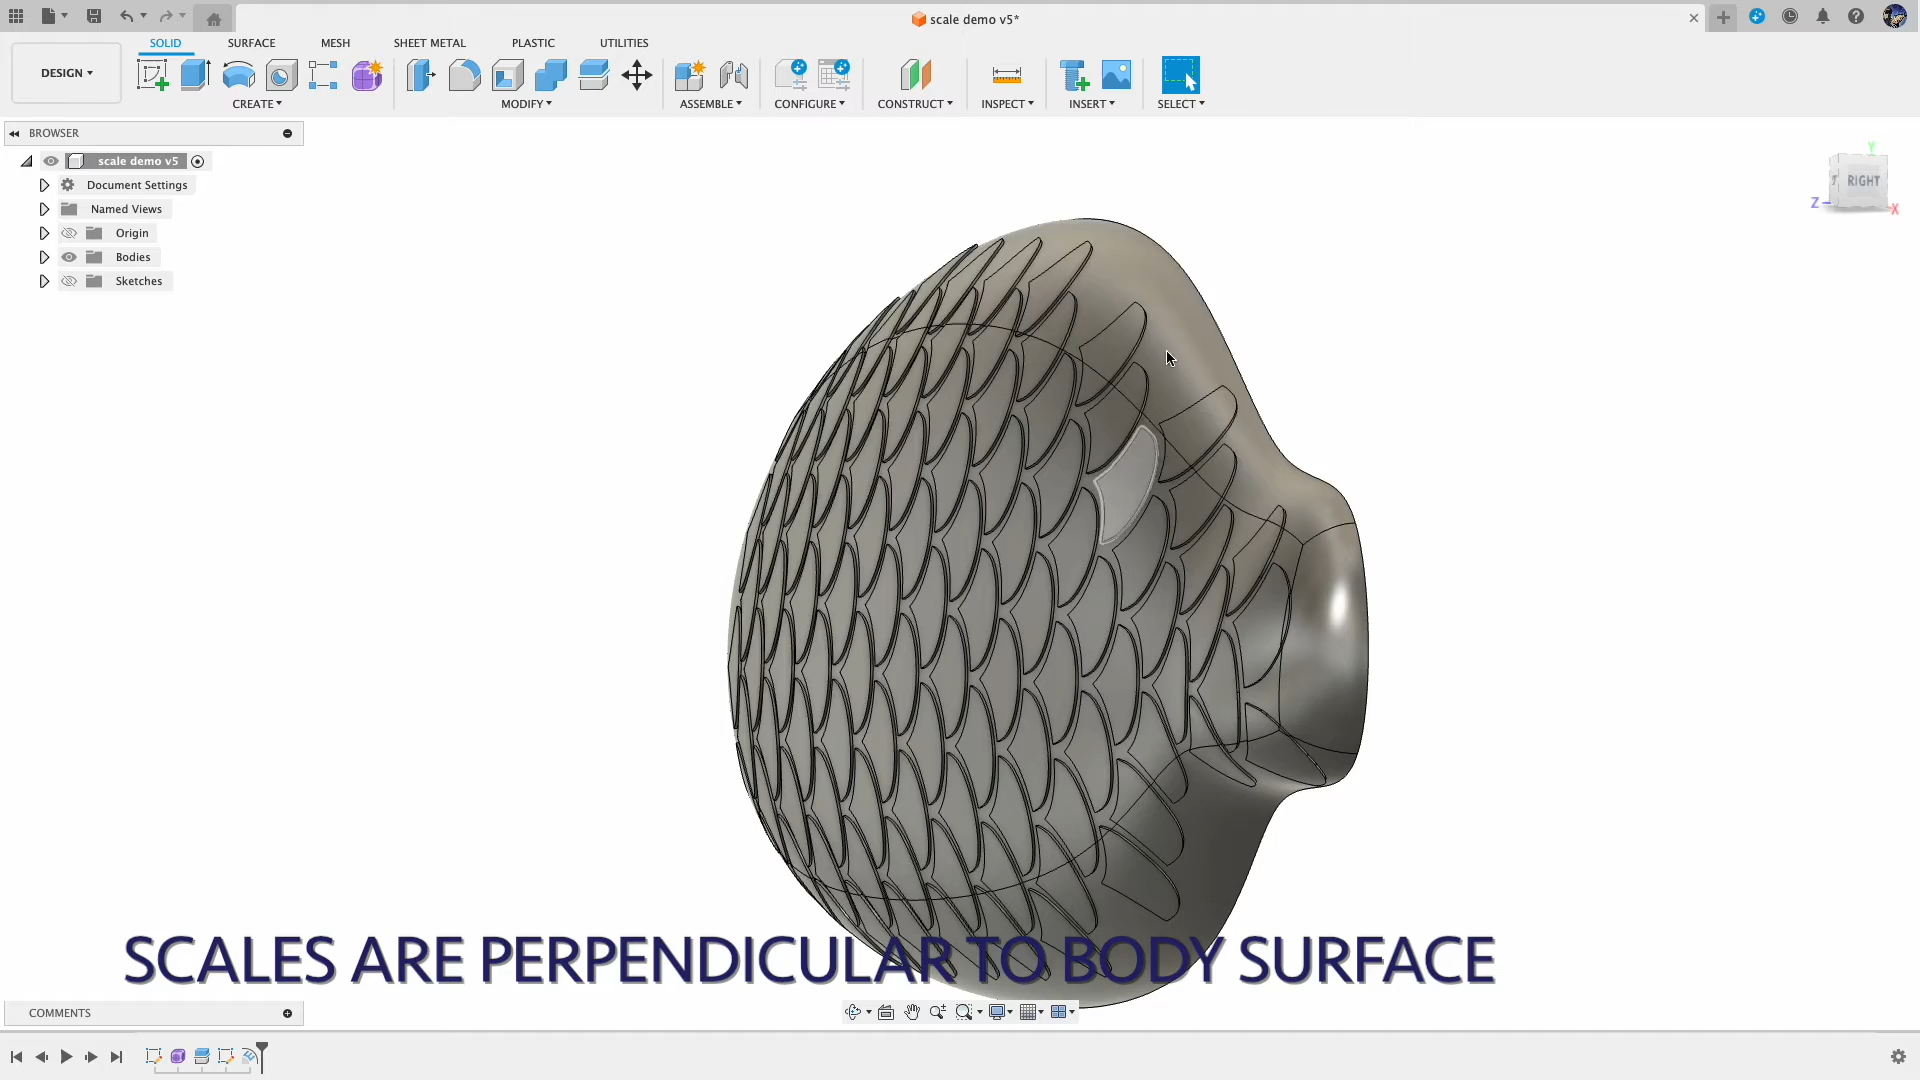 scale demo v5*
SOLID
SURFACE
MESH
SHEET METAL
PLASTIC
UTILITIES
DESIGN
CREATE
MODIFY
ASSEMBLE
CONFIGURE
CONSTRUCT
INSPECT
INSERT
SELECT
BROWSER
scale demo v5
Document Settings
Named Views
Origin
Bodies
Sketches
Y
RIGHT
Z
X
SCALES ARE PERPENDICULAR TO BODY SURFACE
COMMENTS